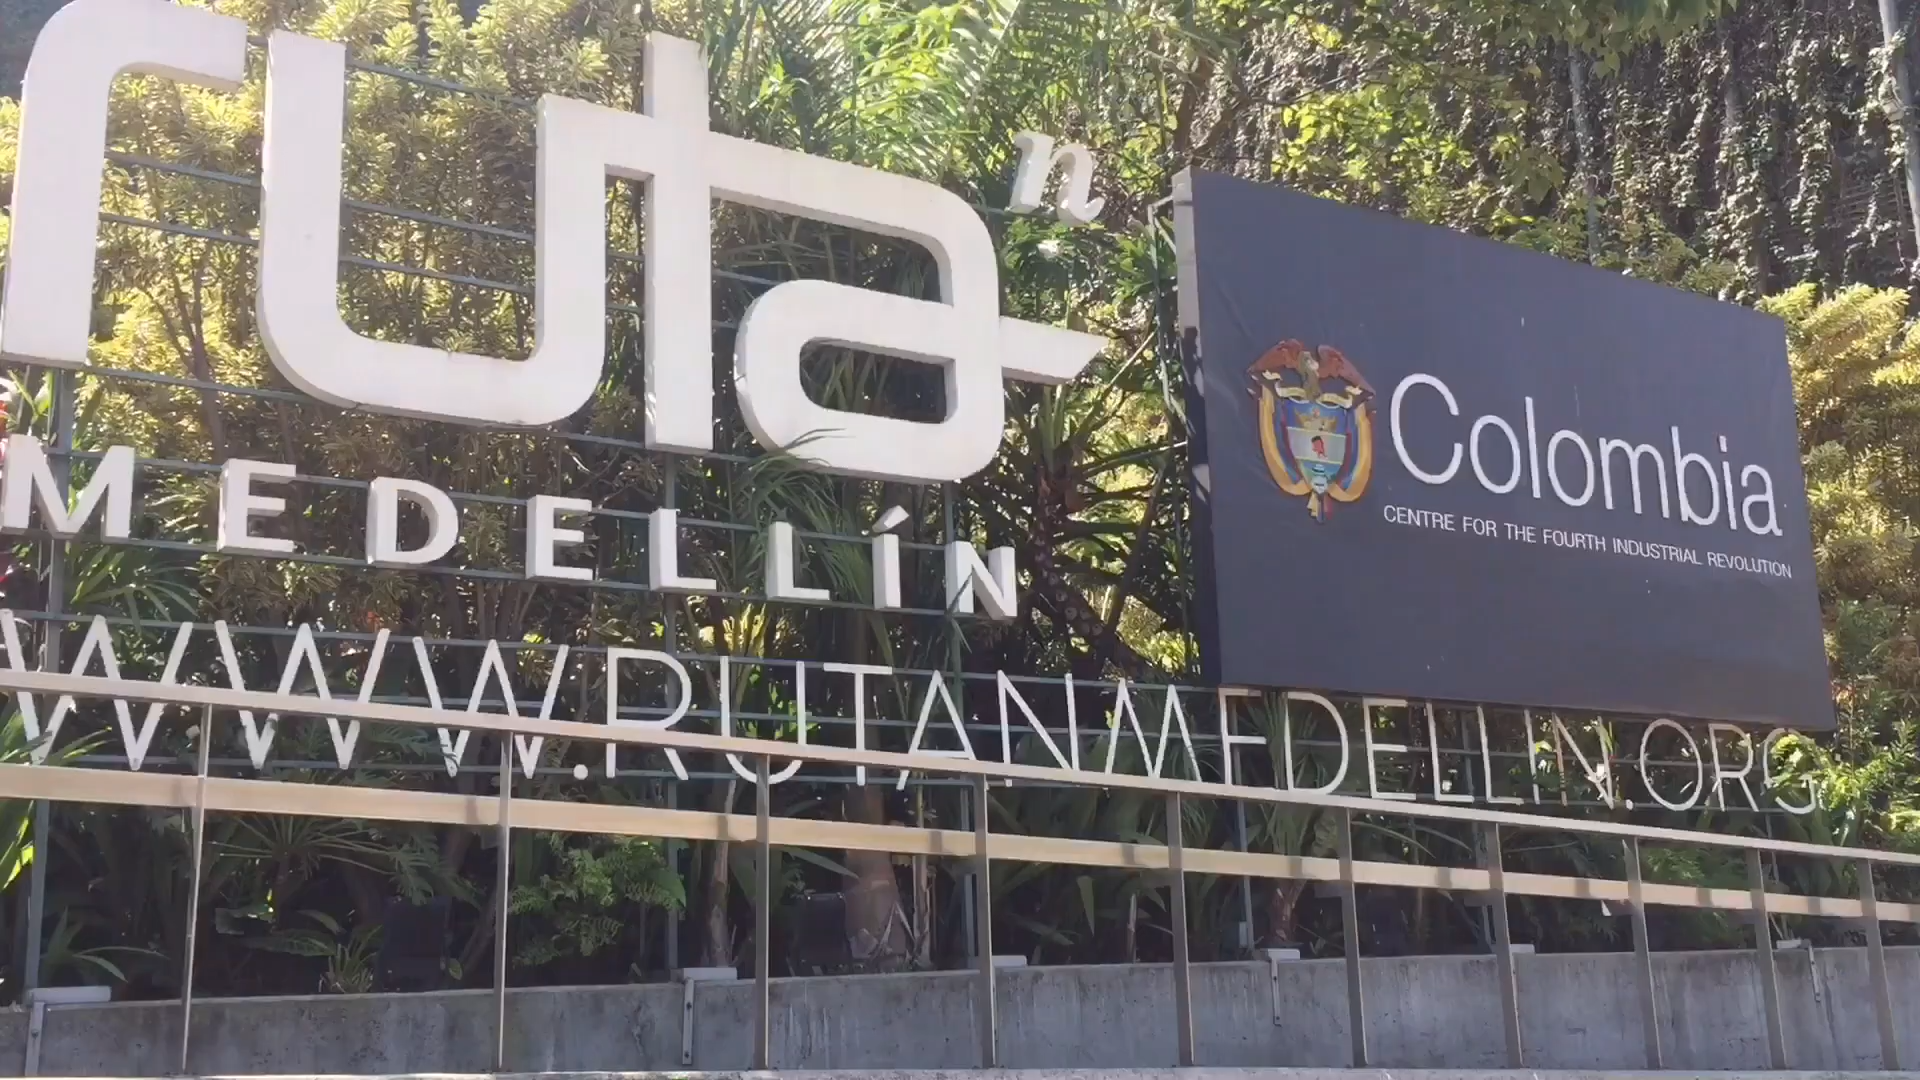 ruta n
MEDELLÍN
WWW.RUTANMEDELLIN.ORG
Colombia
CENTRE FOR THE FOURTH INDUSTRIAL REVOLUTION